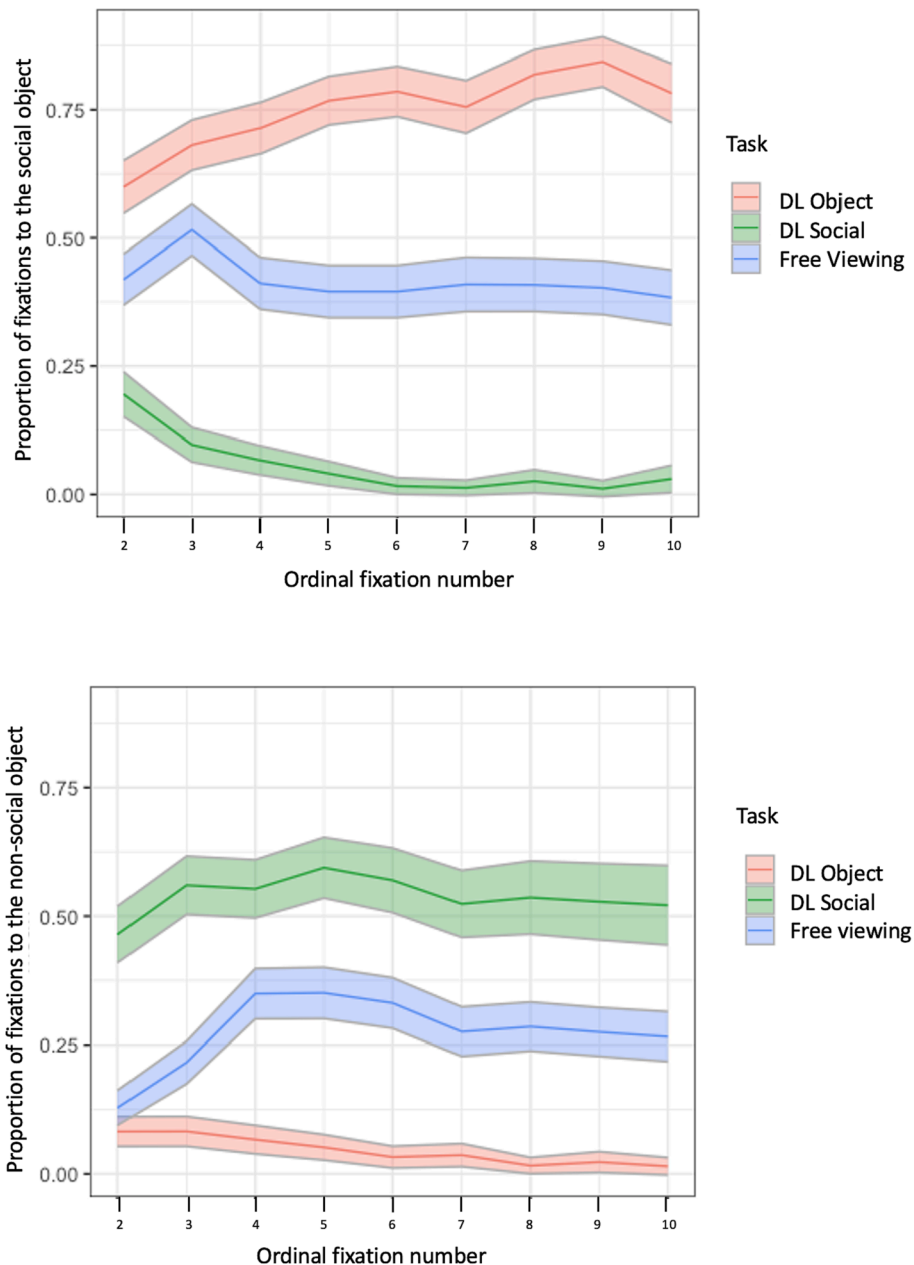 Proportion of fixations to the social object
0.75
0.50
0.25
0.00
2 3 4 5 6 7 8 9 10
Ordinal fixation number
Task
DL Object
DL Social
Free Viewing
Proportion of fixations to the non-social object
0.75
0.50
0.25
0.00
2 3 4 5 6 7 8 9 10
Ordinal fixation number
Task
DL Object
DL Social
Free viewing